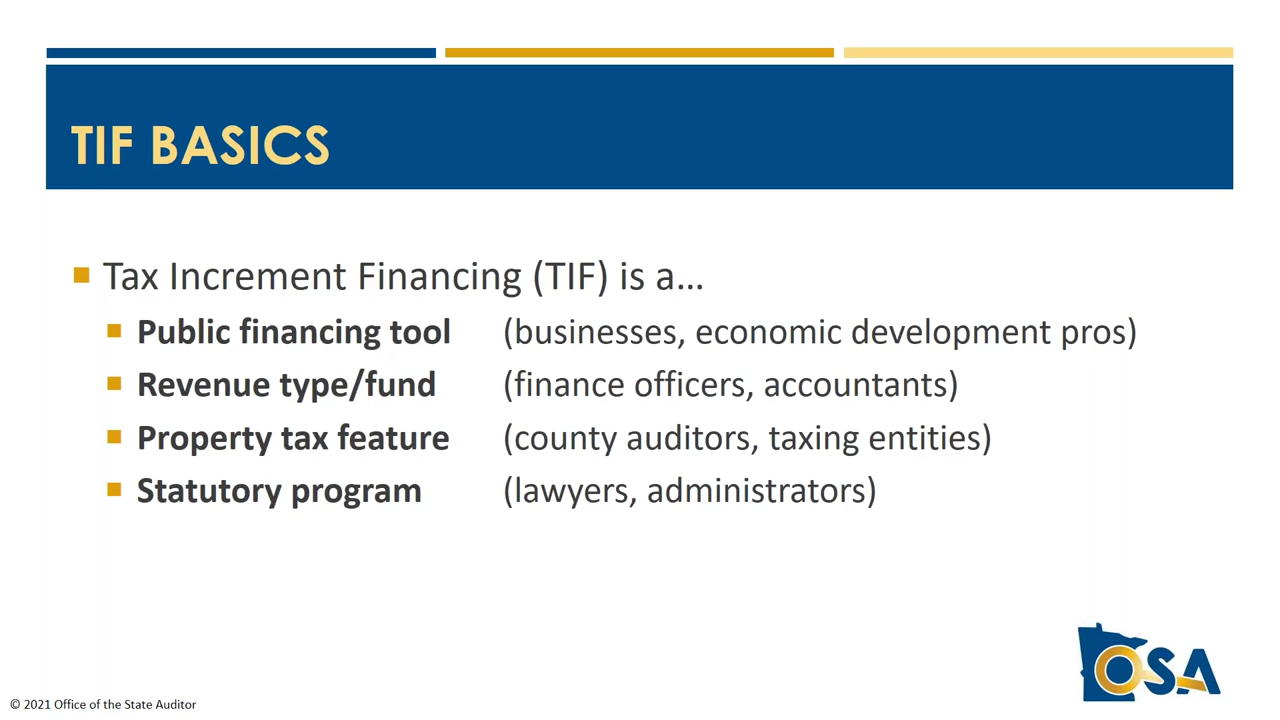 TIF BASICS
Tax Increment Financing (TIF) is a…
Public financing tool (businesses, economic development pros)
Revenue type/fund (finance officers, accountants)
Property tax feature (county auditors, taxing entities)
Statutory program (lawyers, administrators)
OSA
© 2021 Office of the State Auditor